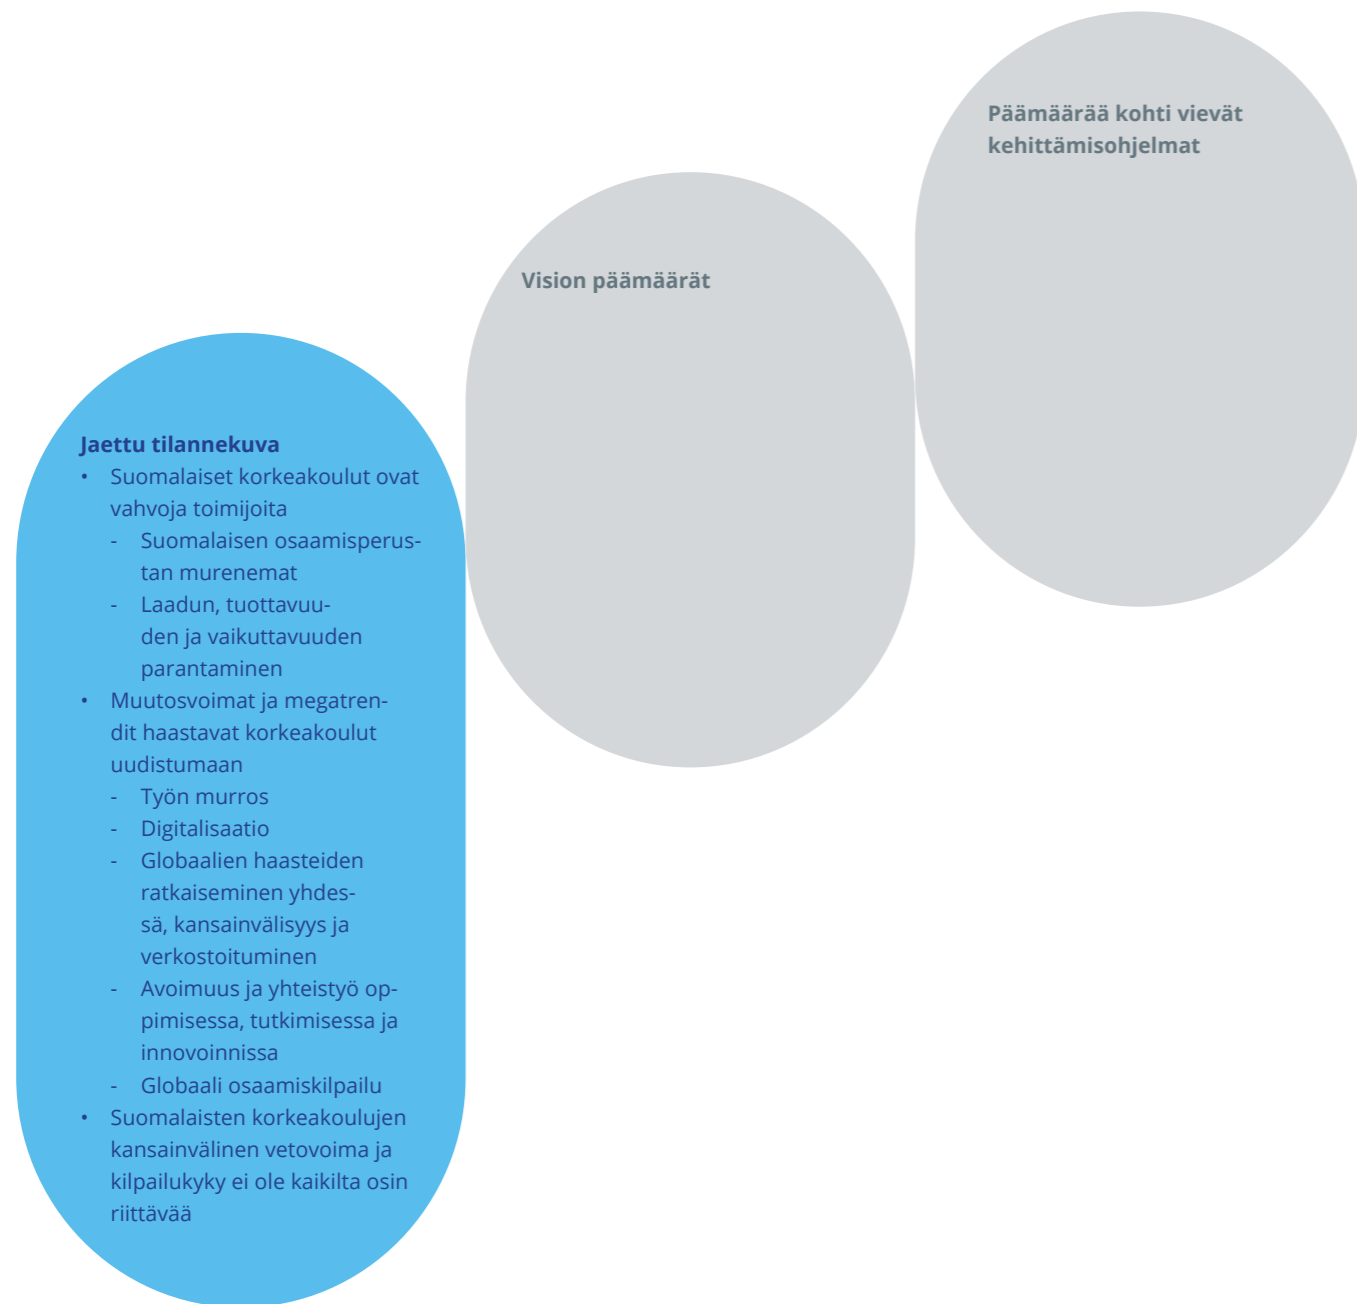 Päämäärää kohti vievät
kehittämisohjelmat
Vision päämäärät
Jaettu tilannekuva
• Suomalaiset korkeakoulut ovat
vahvoja toimijoita
- Suomalaisen osaamisperus-
tan murenemat
- Laadun, tuottavuu-
den ja vaikuttavuuden
parantaminen
• Muutosvoimat ja megatren-
dit haastavat korkeakoulut
uudistumaan
- Työn murros
- Digitalisaatio
- Globaalien haasteiden
ratkaiseminen yhdes-
sä, kansainvälisyys ja
verkostoituminen
- Avoimuus ja yhteistyö op-
pimisessa, tutkimisessa ja
innovoinnissa
- Globaali osaamiskilpailu
• Suomalaisten korkeakoulujen
kansainvälinen vetovoima ja
kilpailukyky ei ole kaikilta osin
riittävää